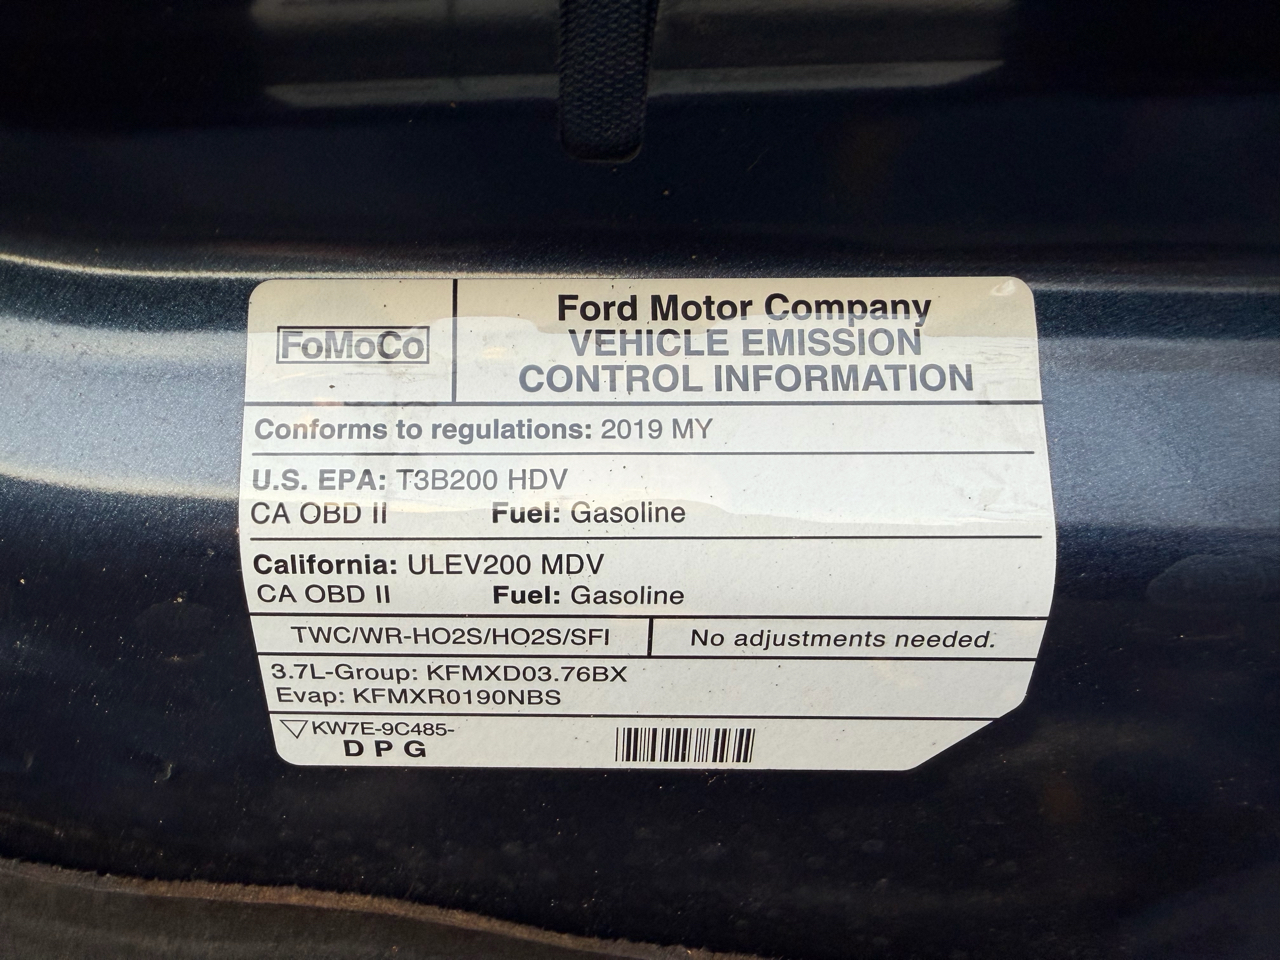 FoMoCo
Ford Motor Company
VEHICLE EMISSION
CONTROL INFORMATION
Conforms to regulations: 2019 MY
U.S. EPA: T3B200 HDV
CA OBD II Fuel: Gasoline
California: ULEV200 MDV
CA OBD II Fuel: Gasoline
TWC/WR-HO2S/HO2S/SFI
No adjustments needed.
3.7L-Group: KFMXD03.76BX
Evap: KFMXR0190NBS
KW7E-9C485-
D P G